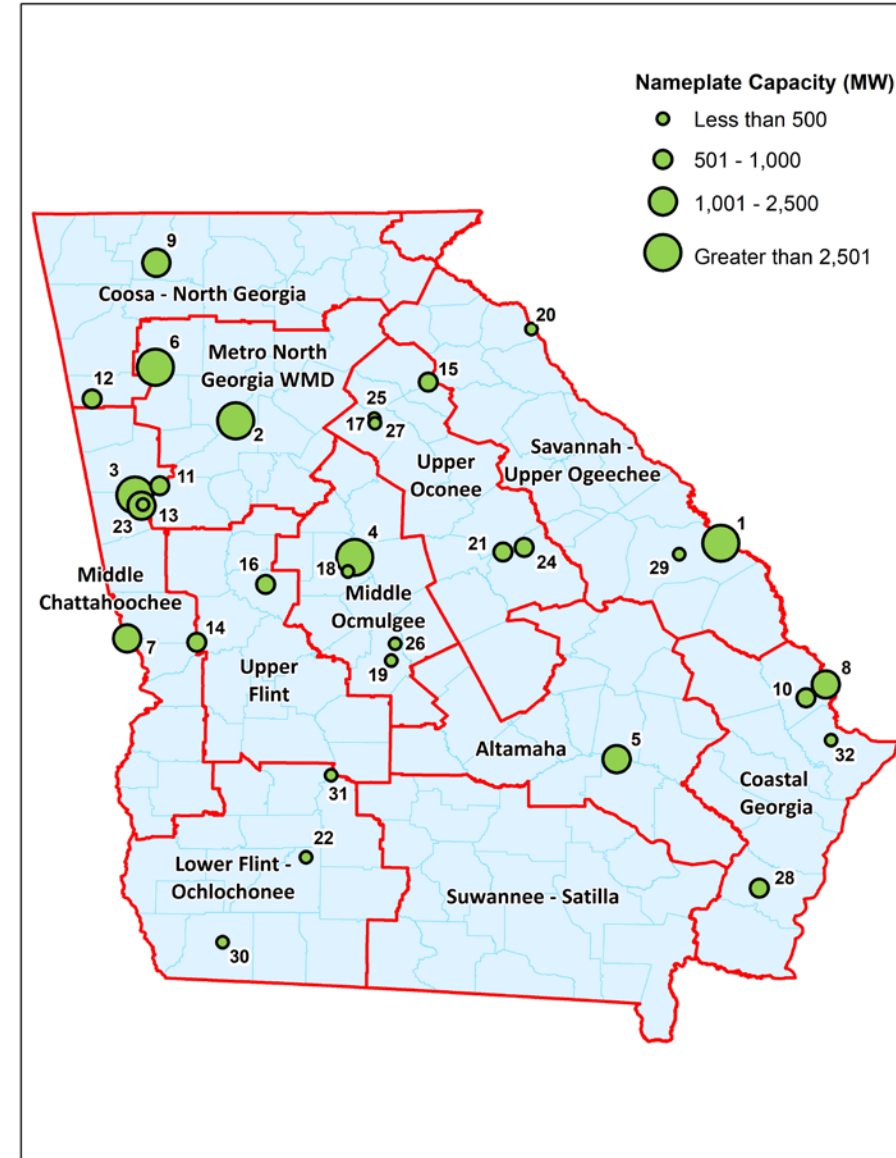 Nameplate Capacity (MW)
Less than 500
501 - 1,000
1,001 - 2,500
Greater than 2,501
9
Coosa - North Georgia
20
6
Metro North
Georgia WMD
12
15
2
25
17
27
Savannah -
Upper Ogeechee
Upper
Oconee
3
11
23
13
4
1
21
24
29
16
18
Middle
Chattahoochee
Middle
Ocmulgee
7
14
26
19
Upper
Flint
8
10
32
Altamaha
5
Coastal
Georgia
31
22
Lower Flint -
Ochlochonee
Suwannee - Satilla
28
30